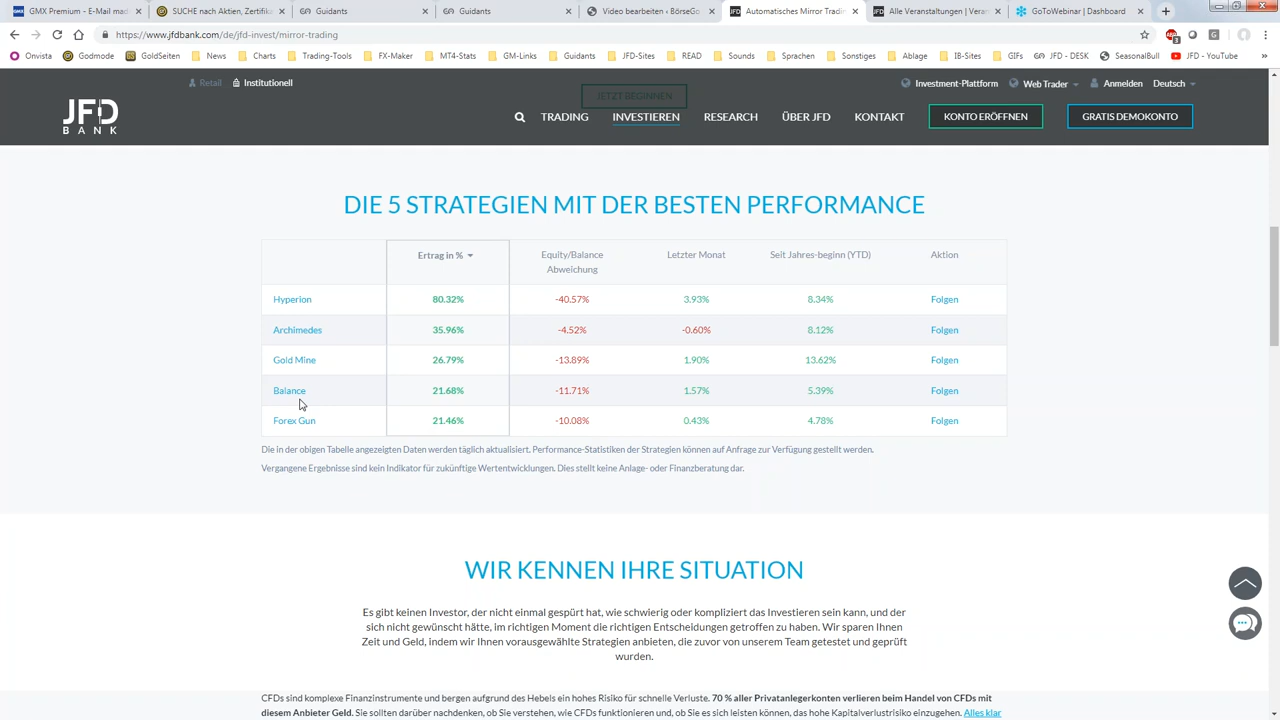 GMX Premium - E-Mail mad
SUCHE nach Aktien, Zertifika
Guidants
Guidants
Video bearbeiten ‹ BörseGo
Automatisches Mirror Tradin
Alle Veranstaltungen | Veran
GoToWebinar | Dashboard
https://www.jfdbank.com/de/jfd-invest/mirror-trading
Onvista
Godmode
GoldSeiten
News
Charts
Trading-Tools
FX-Maker
MT4-Stats
GM-Links
Guidants
JFD-Sites
READ
Sounds
Sprachen
Sonstiges
Ablage
IB-Sites
GIFs
JFD - DESK
SeasonalBull
JFD - YouTube
Retail
Institutionell
Investment-Plattform
Web Trader
Anmelden
Deutsch
JETZT BEGINNEN
JFD BANK
TRADING
INVESTIEREN
RESEARCH
ÜBER JFD
KONTAKT
KONTO ERÖFFNEN
GRATIS DEMOKONTO
DIE 5 STRATEGIEN MIT DER BESTEN PERFORMANCE
Ertrag in % Equity/Balance Abweichung Letzter Monat Seit Jahres-beginn (YTD) Aktion
Hyperion 80.32% -40.57% 3.93% 8.34% Folgen
Archimedes 35.96% -4.52% -0.60% 8.12% Folgen
Gold Mine 26.79% -13.89% 1.90% 13.62% Folgen
Balance 21.68% -11.71% 1.57% 5.39% Folgen
Forex Gun 21.46% -10.08% 0.43% 4.78% Folgen
Die in der obigen Tabelle angezeigten Daten werden täglich aktualisiert. Performance-Statistiken der Strategien können auf Anfrage zur Verfügung gestellt werden.
Vergangene Ergebnisse sind kein Indikator für zukünftige Wertentwicklungen. Dies stellt keine Anlage- oder Finanzberatung dar.
WIR KENNEN IHRE SITUATION
Es gibt keinen Investor, der nicht einmal gespürt hat, wie schwierig oder kompliziert das Investieren sein kann, und der
sich nicht gewünscht hätte, im richtigen Moment die richtigen Entscheidungen getroffen zu haben. Wir sparen Ihnen
Zeit und Geld, indem wir Ihnen vorausgewählte Strategien anbieten, die zuvor von unserem Team getestet und geprüft
wurden.
CFDs sind komplexe Finanzinstrumente und bergen aufgrund des Hebels ein hohes Risiko für schnelle Verluste. 70 % aller Privatanlegerkonten verlieren beim Handel von CFDs mit
diesem Anbieter Geld. Sie sollten darüber nachdenken, ob Sie verstehen, wie CFDs funktionieren und, ob Sie es sich leisten können, das hohe Kapitalverlustrisiko einzugehen. Alles klar